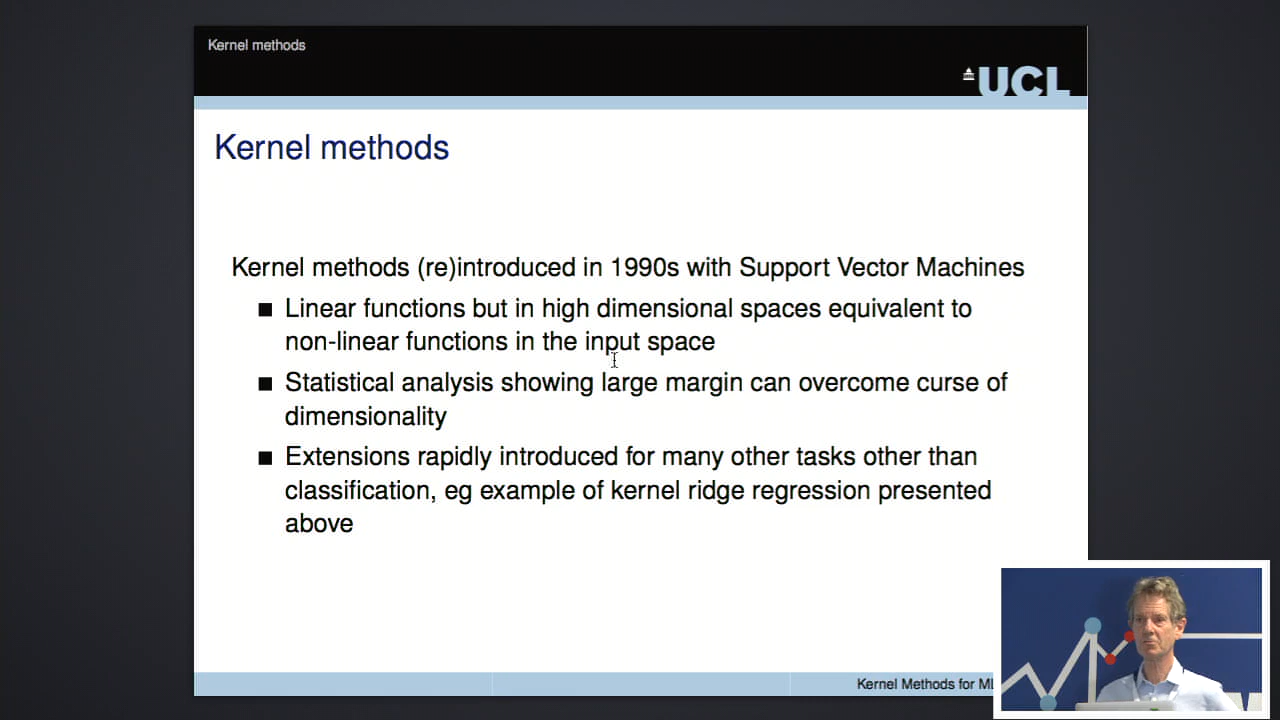 Kernel methods
UCL
Kernel methods
Kernel methods (re)introduced in 1990s with Support Vector Machines
Linear functions but in high dimensional spaces equivalent to
non-linear functions in the input space
Statistical analysis showing large margin can overcome curse of
dimensionality
Extensions rapidly introduced for many other tasks other than
classification, eg example of kernel ridge regression presented
above
Kernel Methods for ML